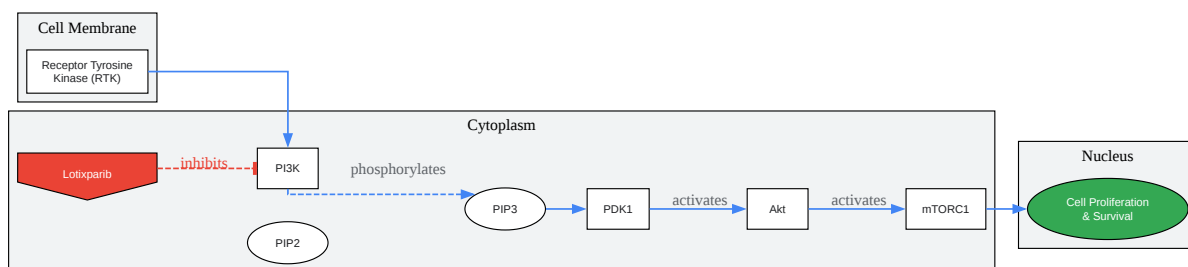 Cell Membrane
Receptor Tyrosine
Kinase (RTK)
Cytoplasm
Lotixparib
inhibits
PI3K
phosphorylates
PIP2
PIP3
PDK1
activates
Akt
activates
mTORC1
Nucleus
Cell Proliferation
& Survival